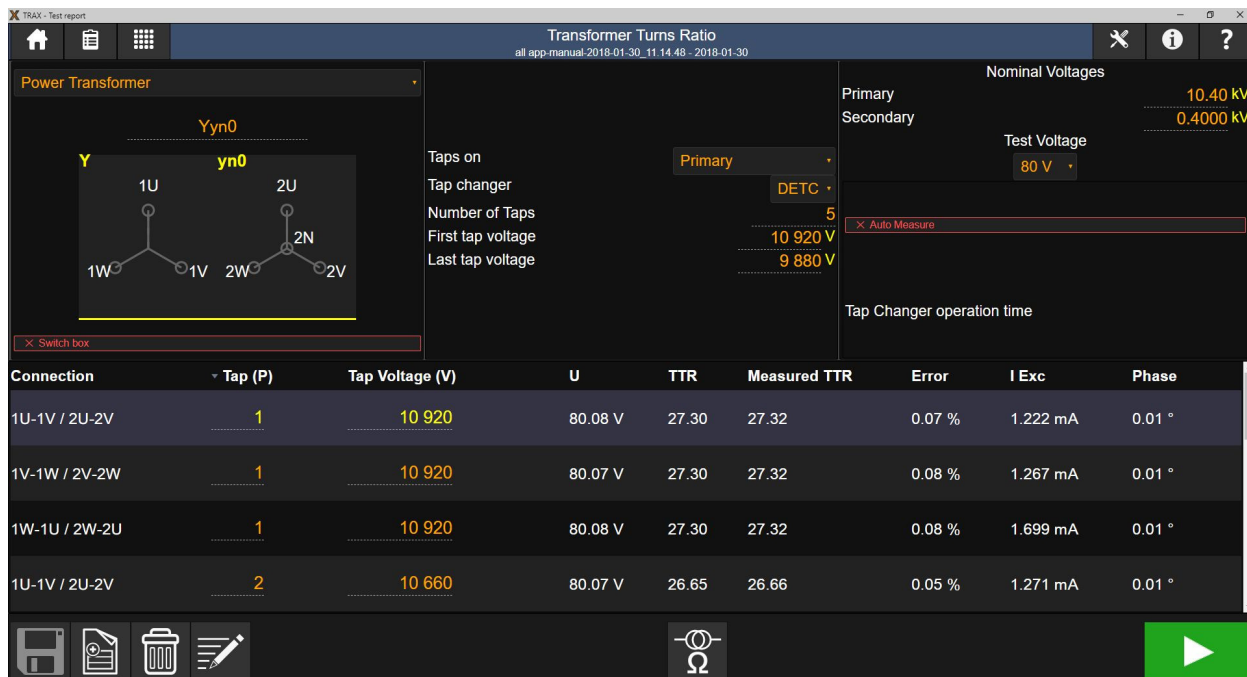 TRAX - Test report
Transformer Turns Ratio
all app-manual-2018-01-30_11.14.48 - 2018-01-30
?
Power Transformer
Yyn0
Y yn0
1U 2U
2N
1W 1V 2W 2V
Switch box
Taps on Primary
Tap changer DETC
Number of Taps 5
First tap voltage 10 920 V
Last tap voltage 9 880 V
Nominal Voltages
Primary 10.40 kV
Secondary 0.4000 kV
Test Voltage
80 V
Auto Measure
Tap Changer operation time
Connection Tap (P) Tap Voltage (V) U TTR Measured TTR Error I Exc Phase
1U-1V / 2U-2V 1 10 920 80.08 V 27.30 27.32 0.07 % 1.222 mA 0.01 °
1V-1W / 2V-2W 1 10 920 80.07 V 27.30 27.32 0.08 % 1.267 mA 0.01 °
1W-1U / 2W-2U 1 10 920 80.08 V 27.30 27.32 0.08 % 1.699 mA 0.01 °
1U-1V / 2U-2V 2 10 660 80.07 V 26.65 26.66 0.05 % 1.271 mA 0.01 °
Ω